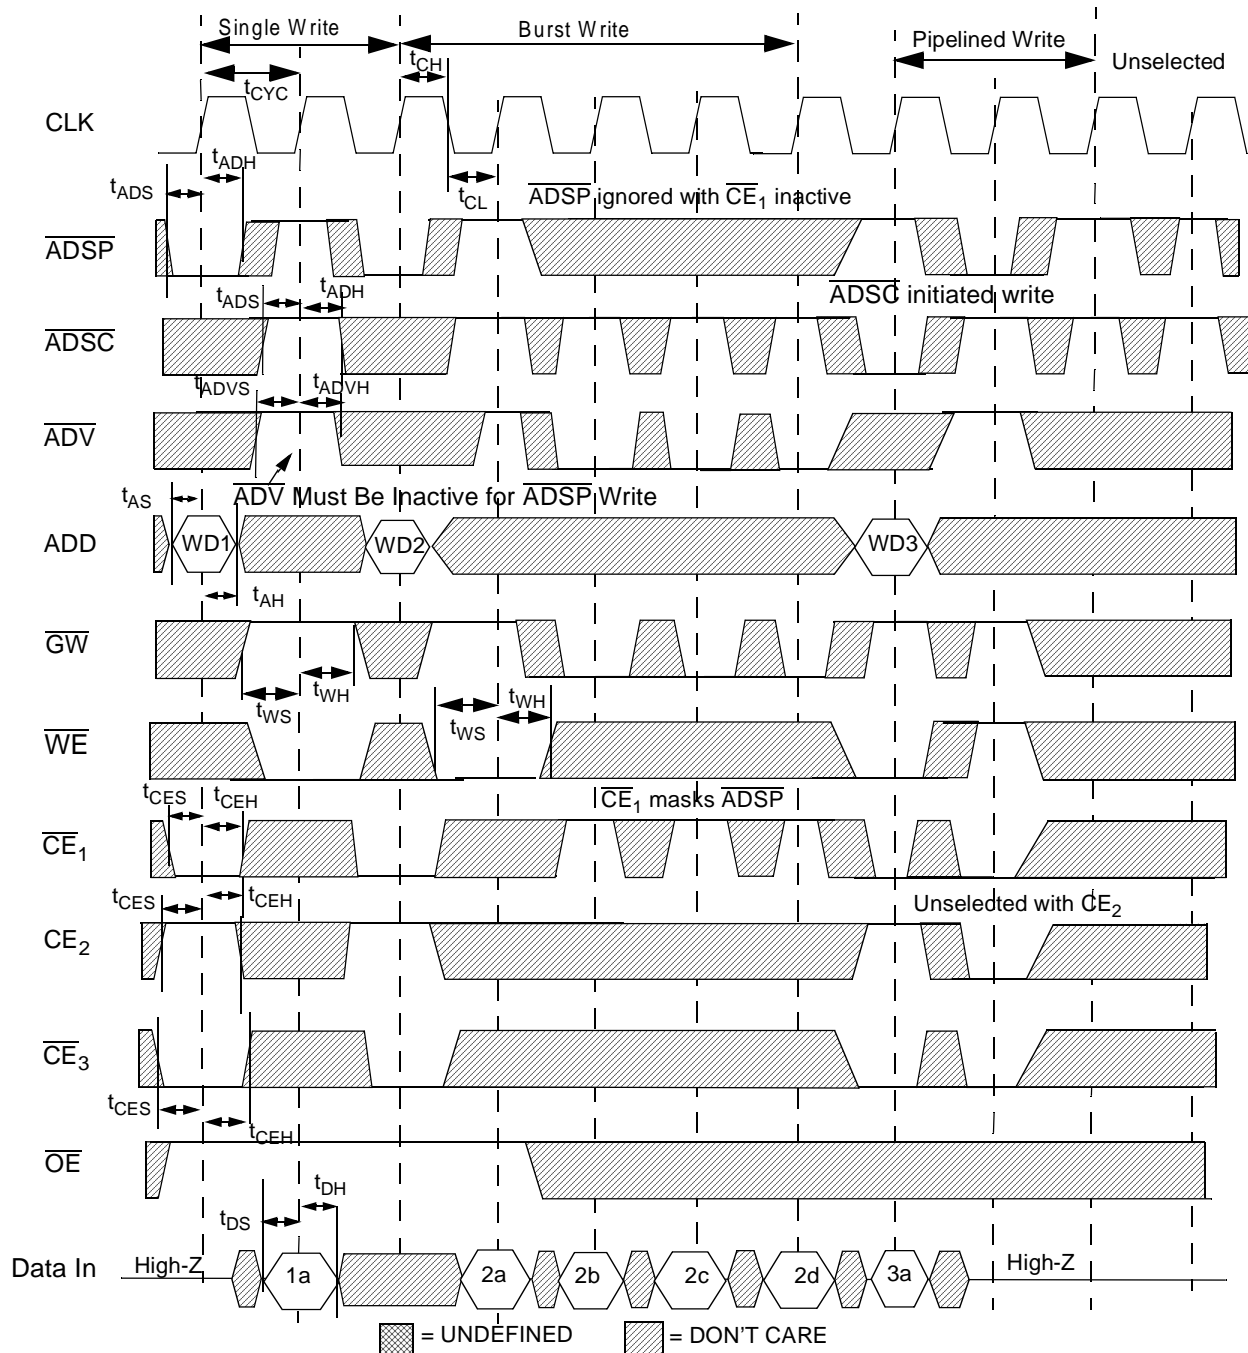 Single Write
Burst Write
Pipelined Write
Unselected
tCH
tCYC
CLK
tADH
tADS
tCL
ADSP ignored with CE1 inactive
ADSP
tADS
tADH
ADSC initiated write
ADSC
tADVS
tADVH
ADV
tAS
ADV Must Be Inactive for ADSP Write
ADD
WD1
WD2
WD3
tAH
GW
tWH
tWS
tWH
tWS
WE
tCES
tCEH
CE1 masks ADSP
CE1
tCES
tCEH
Unselected with CE2
CE2
CE3
tCES
tCEH
OE
tDH
tDS
Data In
High-Z
1a
2a
2b
2c
2d
3a
High-Z
= UNDEFINED
= DON'T CARE